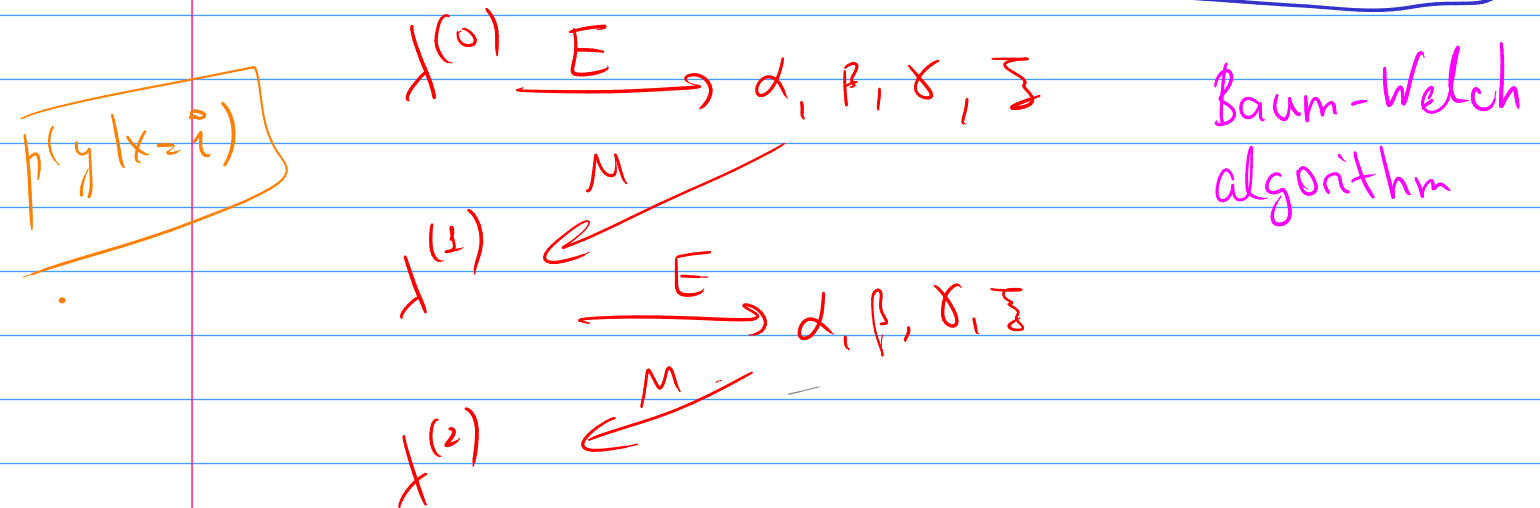 λ^(0) E → α, β, γ, ξ
Baum-Welch
algorithm
p(y|x=i)
M
λ^(1) E → α, β, γ, ξ
M
λ^(2)